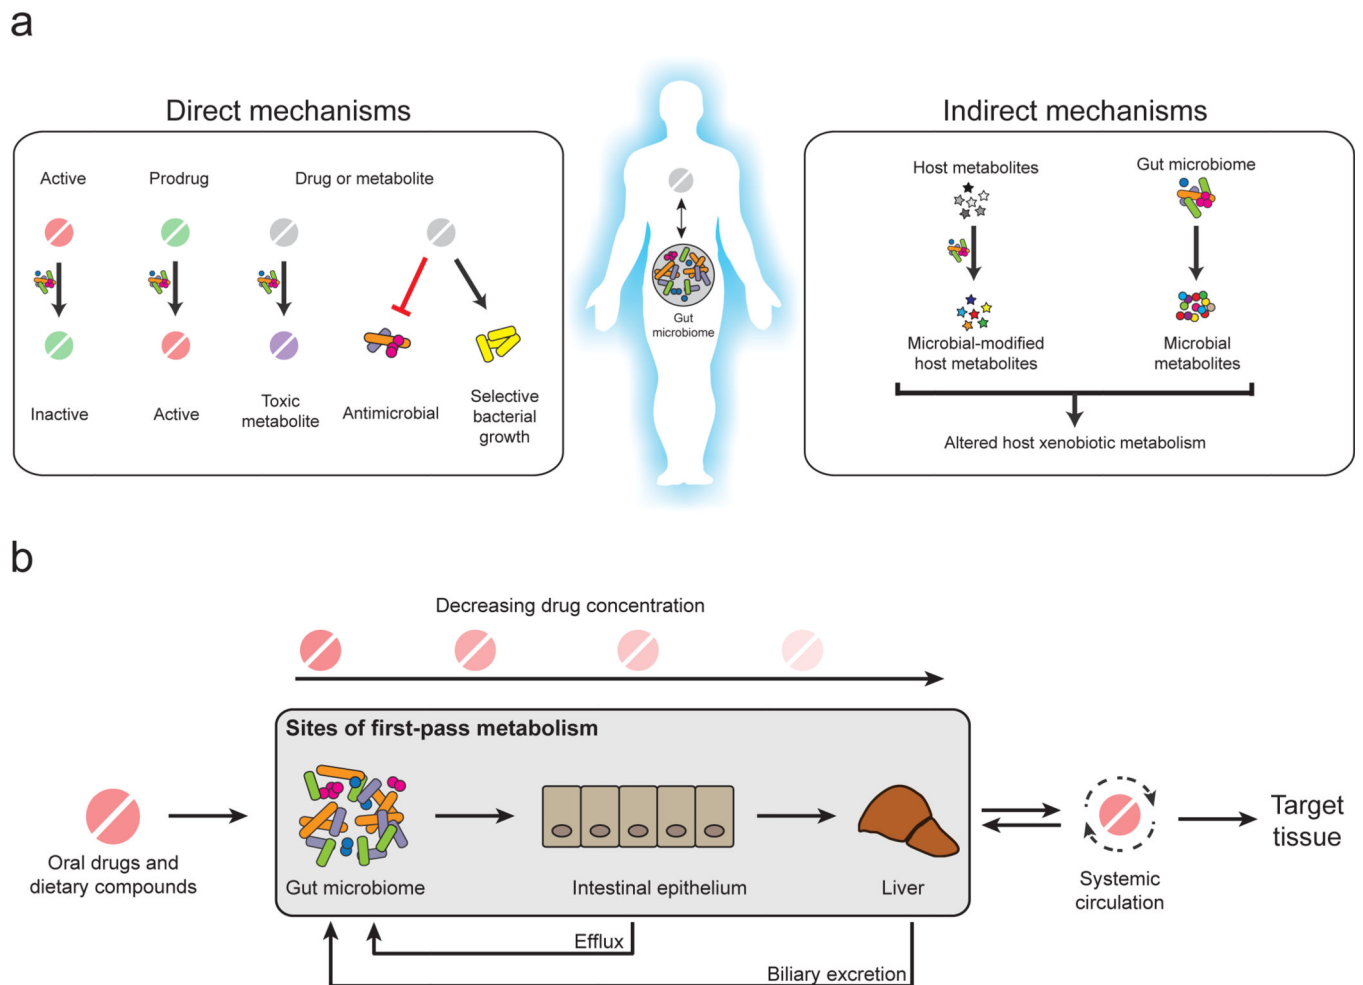 a
Direct mechanisms
Active
Prodrug
Drug or metabolite
Inactive
Active
Toxic
metabolite
Antimicrobial
Selective
bacterial
growth
Gut
microbiome
Indirect mechanisms
Host metabolites
Gut microbiome
Microbial-modified
host metabolites
Microbial
metabolites
Altered host xenobiotic metabolism
b
Decreasing drug concentration
Sites of first-pass metabolism
Oral drugs and
dietary compounds
Gut microbiome
Intestinal epithelium
Liver
Systemic
circulation
Target
tissue
Efflux
Biliary excretion